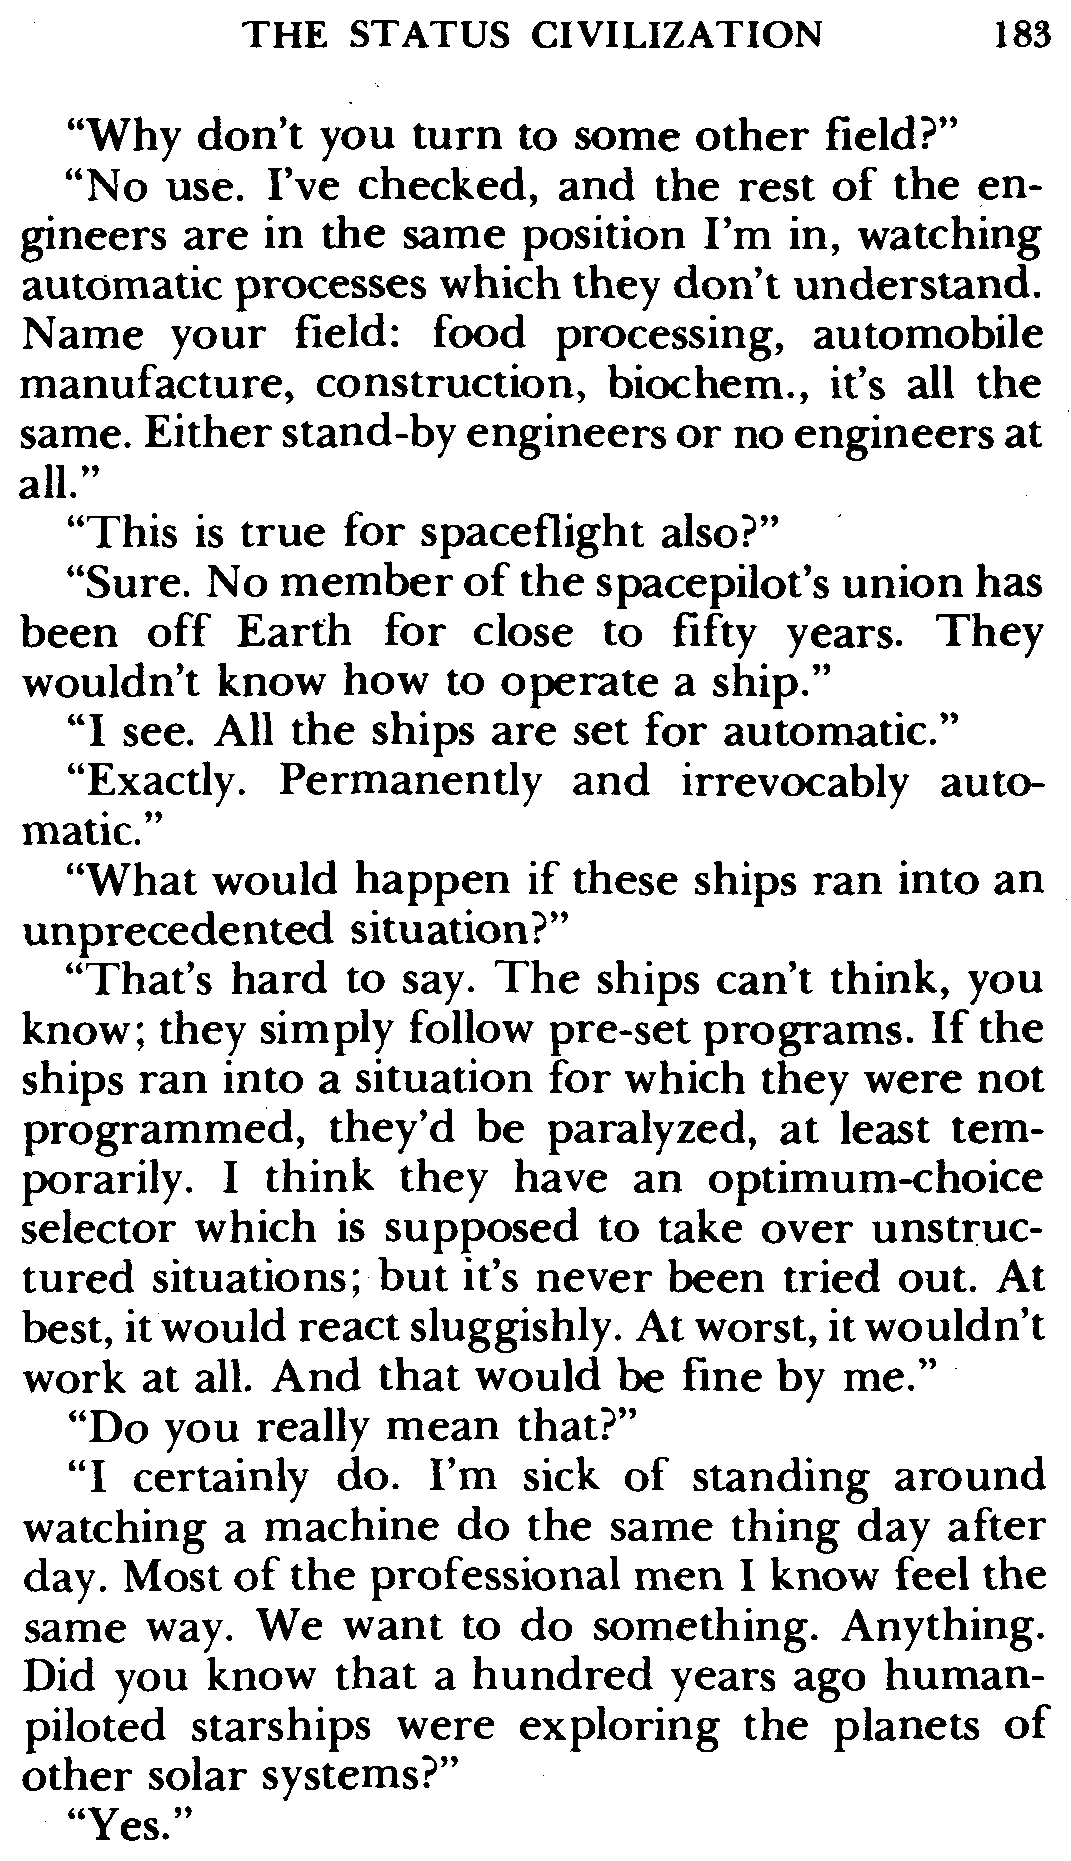 THE STATUS CIVILIZATION 183
“Why don’t you turn to some other field?”
“No use. I’ve checked, and the rest of the en-
gineers are in the same position I’m in, watching
automatic processes which they don’t understand.
Name your field: food processing, automobile
manufacture, construction, biochem., it’s all the
same. Either stand-by engineers or no engineers at
all.”
“This is true for spaceflight also?”
“Sure. No member of the spacepilot’s union has
been off Earth for close to fifty years. They
wouldn’t know how to operate a ship.”
“I see. All the ships are set for automatic.”
“Exactly. Permanently and irrevocably auto-
matic.”
“What would happen if these ships ran into an
unprecedented situation?”
“That’s hard to say. The ships can’t think, you
know; they simply follow pre-set programs. If the
ships ran into a situation for which they were not
programmed, they’d be paralyzed, at least tem-
porarily. I think they have an optimum-choice
selector which is supposed to take over unstruc-
tured situations; but it’s never been tried out. At
best, it would react sluggishly. At worst, it wouldn’t
work at all. And that would be fine by me.”
“Do you really mean that?”
“I certainly do. I’m sick of standing around
watching a machine do the same thing day after
day. Most of the professional men I know feel the
same way. We want to do something. Anything.
Did you know that a hundred years ago human-
piloted starships were exploring the planets of
other solar systems?”
“Yes.”